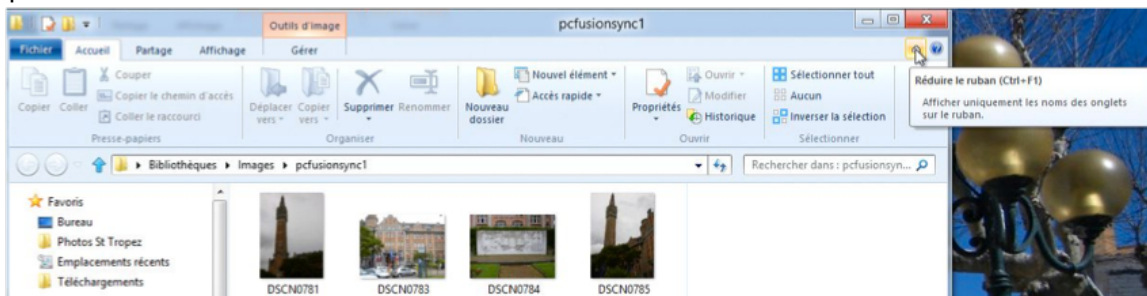 Outils d'image
pcfusionsync1
Fichier Accueil Partage Affichage Gérer
Copier
Coller
Couper
Copier le chemin d'accès
Coller le raccourci
Presse-papiers
Déplacer vers
Copier vers
Supprimer
Renommer
Organiser
Nouveau dossier
Nouvel élément
Accès rapide
Nouveau
Propriétés
Ouvrir
Modifier
Historique
Ouvrir
Sélectionner tout
Aucun
Inverser la sélection
Sélectionner
Réduire le ruban (Ctrl+F1)
Afficher uniquement les noms des onglets
sur le ruban.
Bibliothèques Images pcfusionsync1
Rechercher dans : pcfusionsyn...
Favoris
Bureau
Photos St Tropez
Emplacements récents
Téléchargements
DSCN0781 DSCN0783 DSCN0784 DSCN0785